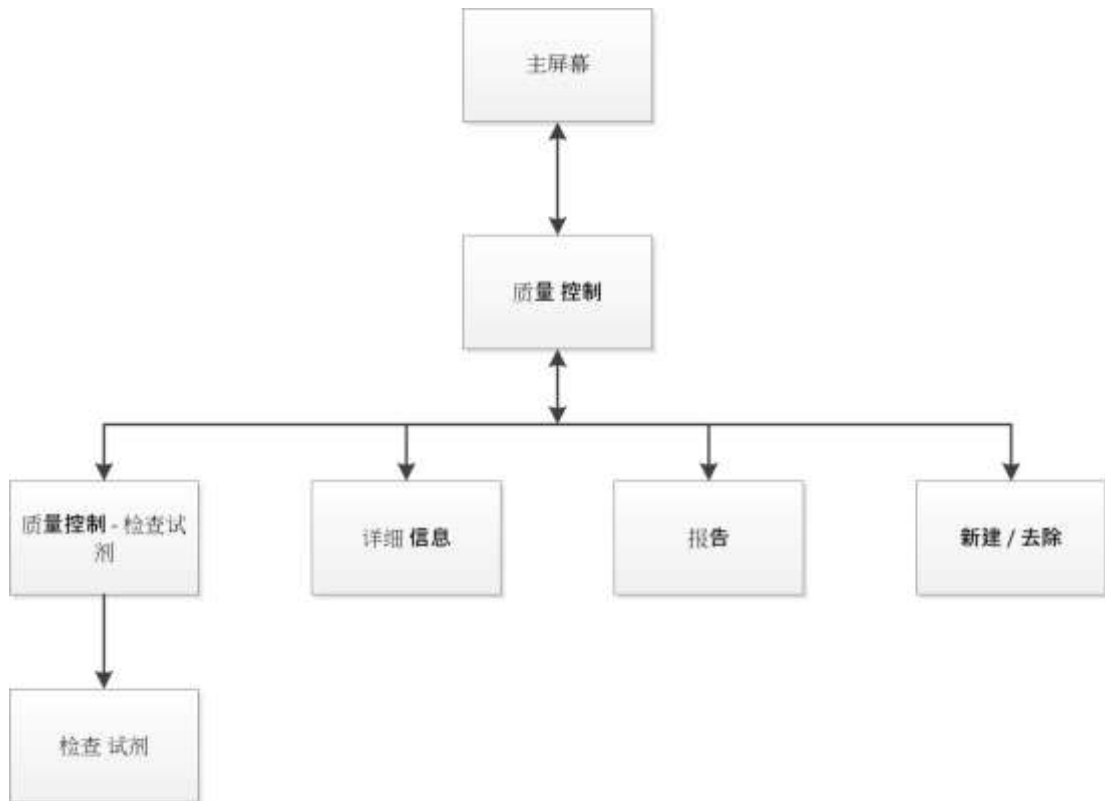 主屏幕
质量 控制
质量控制 - 检查试
剂
详细 信息
报告
新建 / 去除
检查 试剂